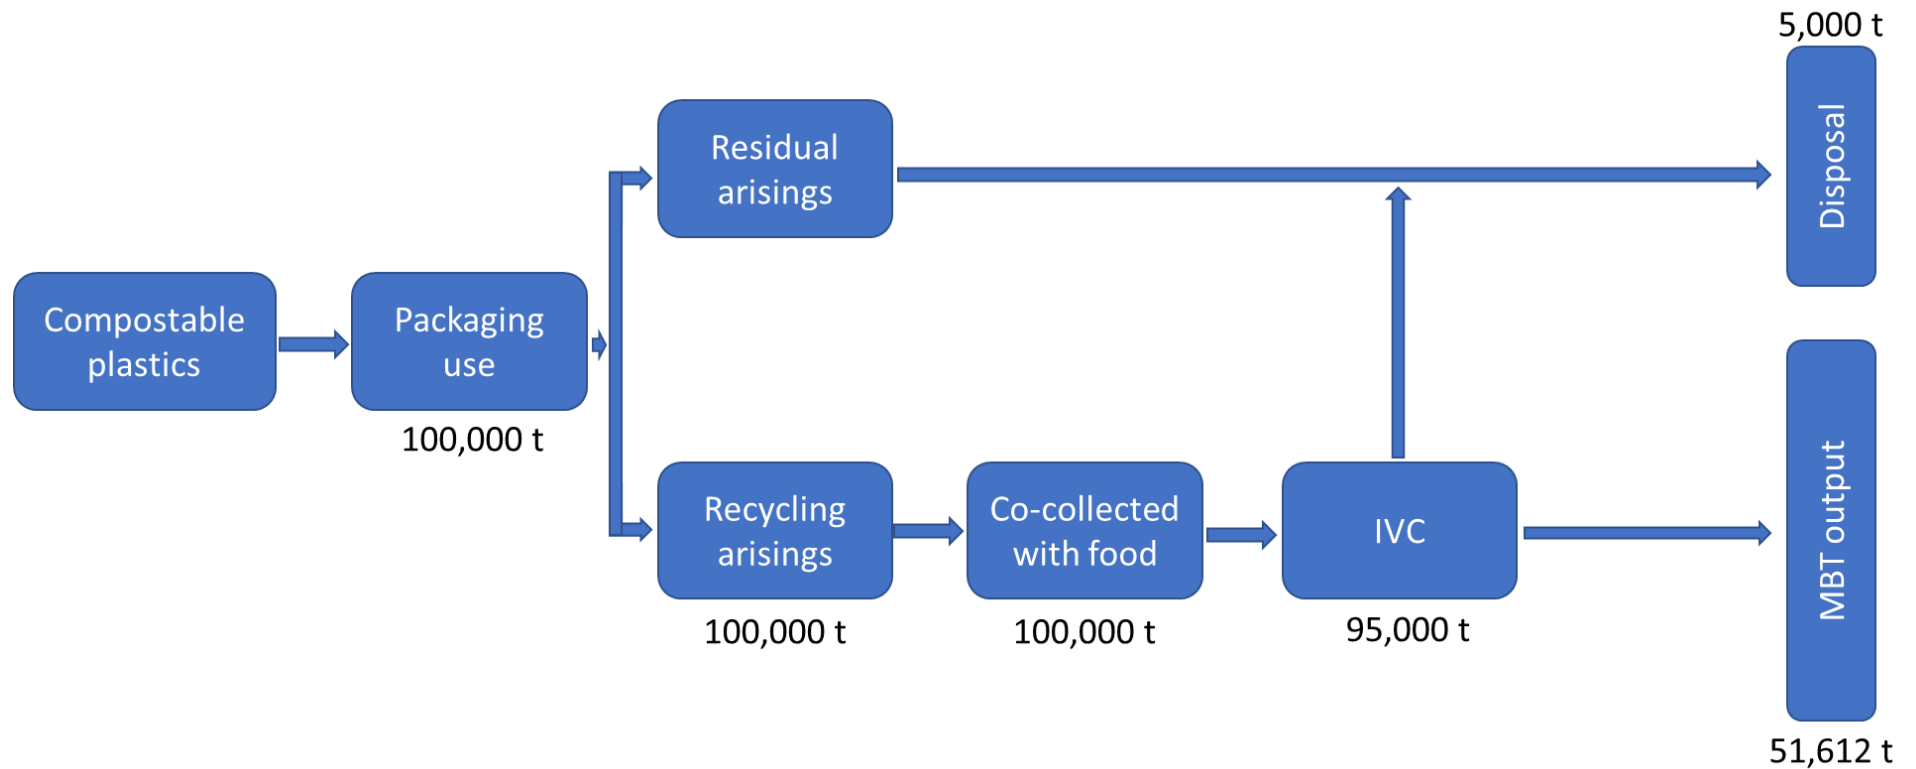 5,000 t
Disposal
Residual
arisings
Compostable
plastics
Packaging
use
100,000 t
Recycling
arisings
100,000 t
Co-collected
with food
100,000 t
IVC
95,000 t
MBT output
51,612 t